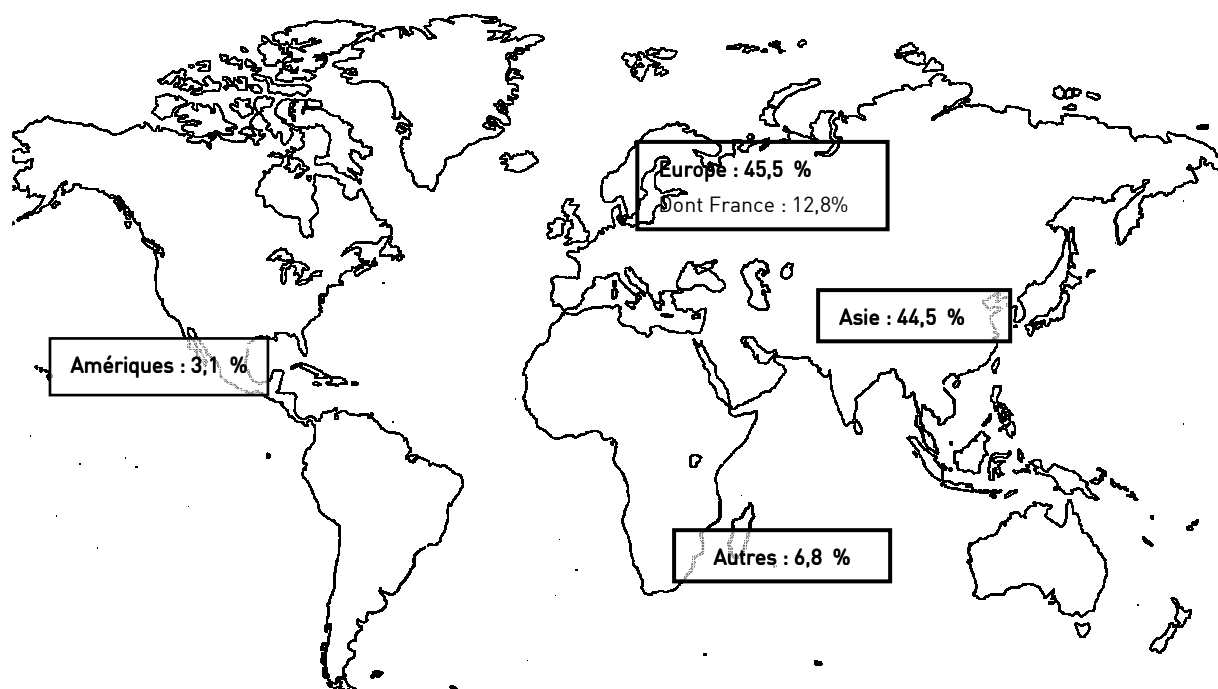 Europe : 45,5 %
Dont France : 12,8%
Asie : 44,5 %
Amériques : 3,1 %
Autres : 6,8 %